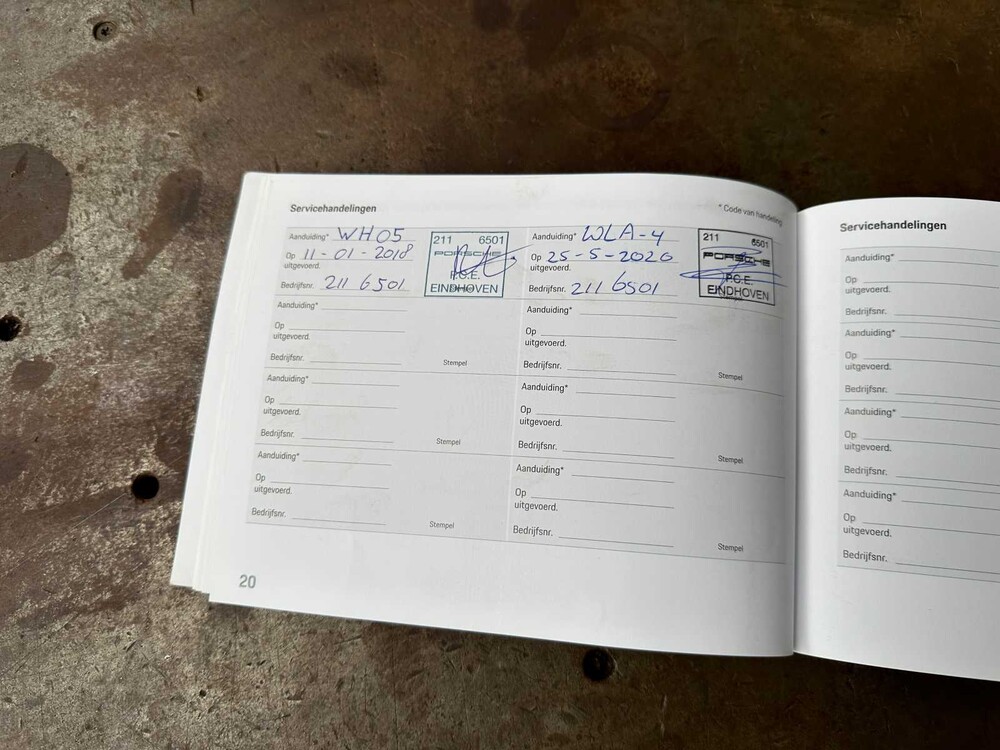 Servicehandelingen
* Code van handeling
Aanduiding* WH05
Op 11-01-2018
uitgevoerd.
Bedrijfsnr. 211 6501
211 6501
PORSCHE
P.C.E.
EINDHOVEN
Aanduiding* WLA-4
Op 25-5-2020
uitgevoerd.
Bedrijfsnr. 211 6501
211 6501
PORSCHE
P.C.E.
EINDHOVEN
Aanduiding*
Op
uitgevoerd.
Bedrijfsnr.
Stempel
Aanduiding*
Op
uitgevoerd.
Bedrijfsnr.
Stempel
Aanduiding*
Op
uitgevoerd.
Bedrijfsnr.
Stempel
Aanduiding*
Op
uitgevoerd.
Bedrijfsnr.
Stempel
Aanduiding*
Op
uitgevoerd.
Bedrijfsnr.
Stempel
Aanduiding*
Op
uitgevoerd.
Bedrijfsnr.
Stempel
20
Servicehandelingen
Aanduiding*
Op
uitgevoerd.
Bedrijfsnr.
Aanduiding*
Op
uitgevoerd.
Bedrijfsnr.
Aanduiding*
Op
uitgevoerd.
Bedrijfsnr.
Aanduiding*
Op
uitgevoerd.
Bedrijfsnr.